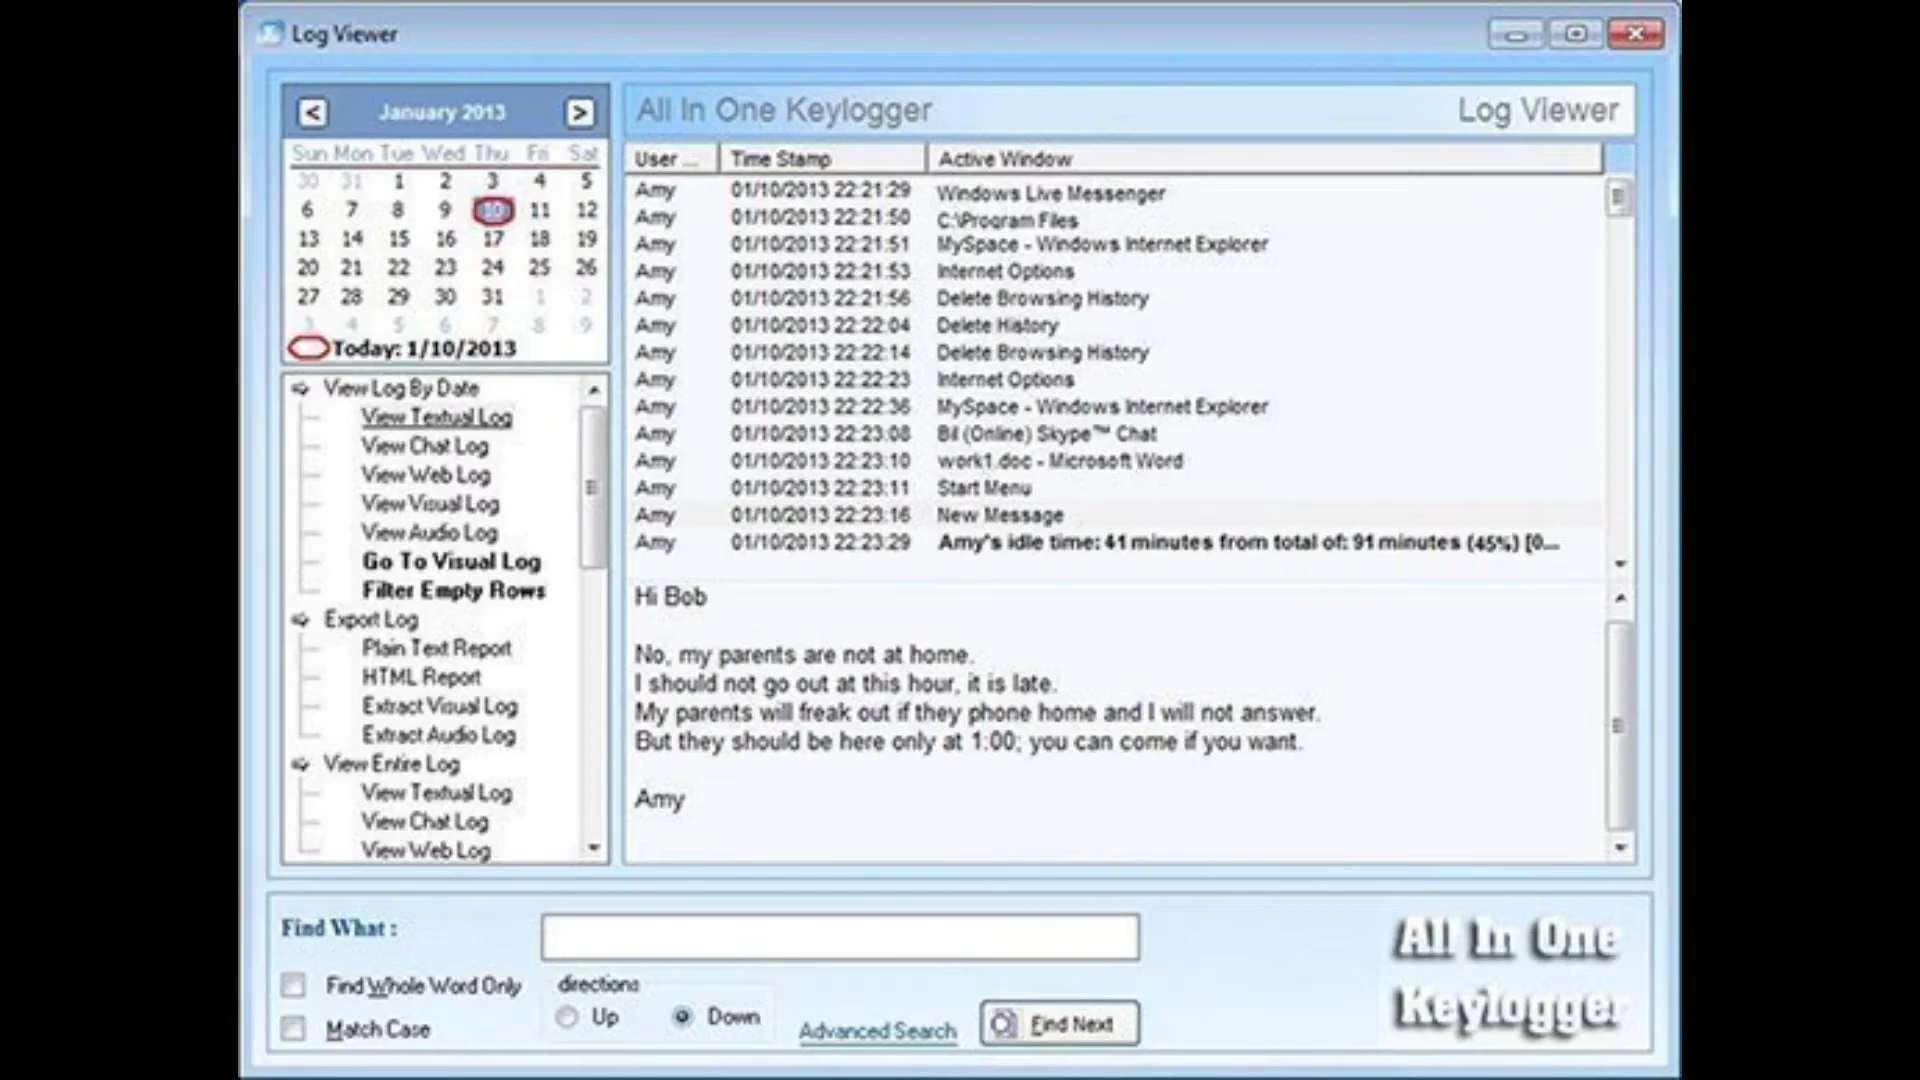 Log Viewer
< January 2013 >
Sun Mon Tue Wed Thu Fri Sat
30 31 1 2 3 4 5
6 7 8 9 10 11 12
13 14 15 16 17 18 19
20 21 22 23 24 25 26
27 28 29 30 31 1 2
3 4 5 6 7 8 9
Today: 1/10/2013
View Log By Date
View Textual Log
View Chat Log
View Web Log
View Visual Log
View Audio Log
Go To Visual Log
Filter Empty Rows
Export Log
Plain Text Report
HTML Report
Extract Visual Log
Extract Audio Log
View Entire Log
View Textual Log
View Chat Log
View Web Log
All In One Keylogger Log Viewer
User ... Time Stamp Active Window
Amy 01/10/2013 22:21:29 Windows Live Messenger
Amy 01/10/2013 22:21:50 C:\Program Files
Amy 01/10/2013 22:21:51 MySpace - Windows Internet Explorer
Amy 01/10/2013 22:21:53 Internet Options
Amy 01/10/2013 22:21:56 Delete Browsing History
Amy 01/10/2013 22:22:04 Delete History
Amy 01/10/2013 22:22:14 Delete Browsing History
Amy 01/10/2013 22:22:23 Internet Options
Amy 01/10/2013 22:22:36 MySpace - Windows Internet Explorer
Amy 01/10/2013 22:23:08 Bil (Online) Skype™ Chat
Amy 01/10/2013 22:23:10 work1.doc - Microsoft Word
Amy 01/10/2013 22:23:11 Start Menu
Amy 01/10/2013 22:23:16 New Message
Amy 01/10/2013 22:23:29 Amy's idle time: 41 minutes from total of: 91 minutes (45%) [0...
Hi Bob
No, my parents are not at home.
I should not go out at this hour, it is late.
My parents will freak out if they phone home and I will not answer.
But they should be here only at 1:00; you can come if you want.
Amy
Find What :
Find Whole Word Only
Match Case
directions
Up Down
Advanced Search
Find Next
All In One
Keylogger